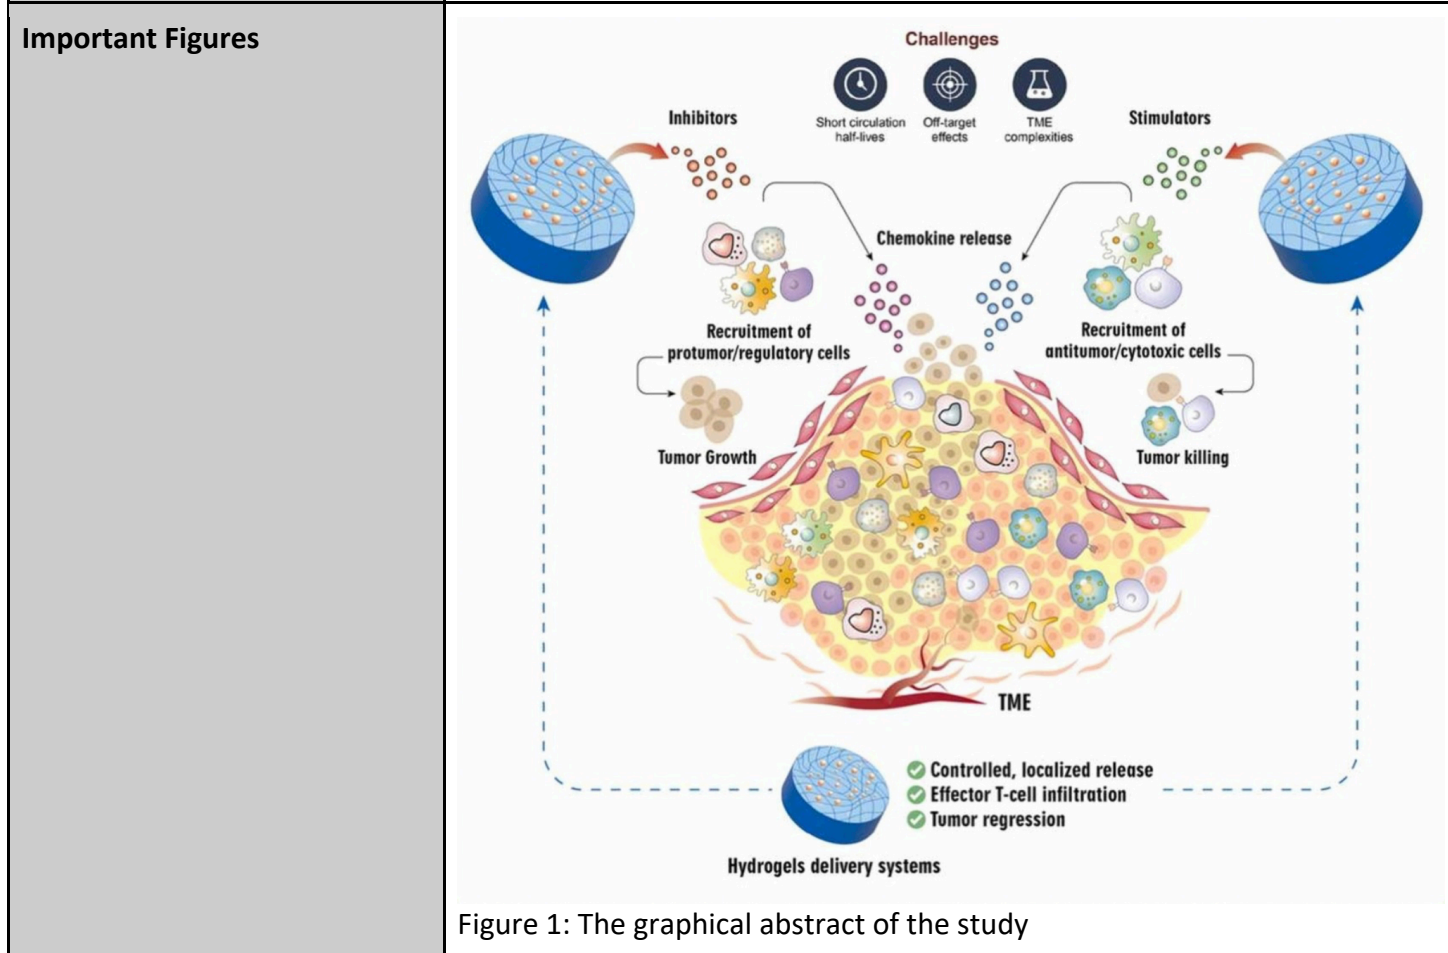 Important Figures
Challenges
Short circulation
half-lives
Off-target
effects
TME
complexities
Inhibitors
Stimulators
Chemokine release
Recruitment of
protumor/regulatory cells
Recruitment of
antitumor/cytotoxic cells
Tumor Growth
Tumor killing
TME
Controlled, localized release
Effector T-cell infiltration
Tumor regression
Hydrogels delivery systems
Figure 1: The graphical abstract of the study